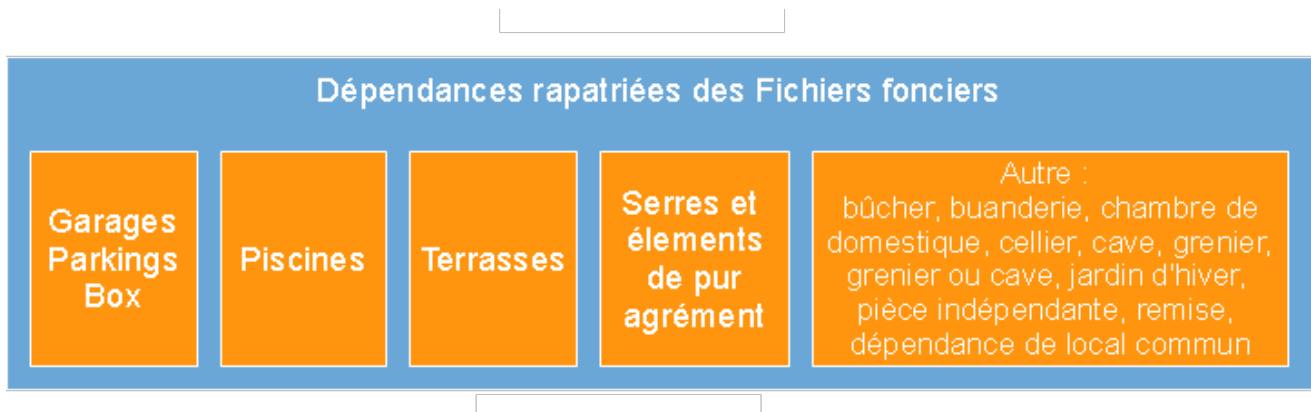 Dépendances rapatriées des Fichiers fonciers
Garages
Parkings
Box
Piscines
Terrasses
Serres et
élements
de pur
agrément
Autre :
bûcher, buanderie, chambre de
domestique, cellier, cave, grenier,
grenier ou cave, jardin d'hiver,
pièce indépendante, remise,
dépendance de local commun